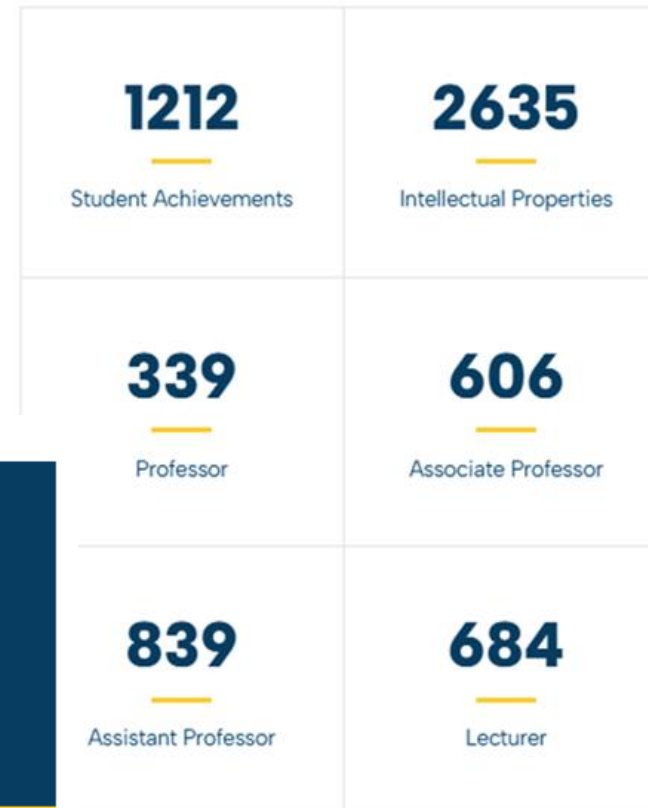 1212
Student Achievements
2635
Intellectual Properties
339
Professor
606
Associate Professor
839
Assistant Professor
684
Lecturer